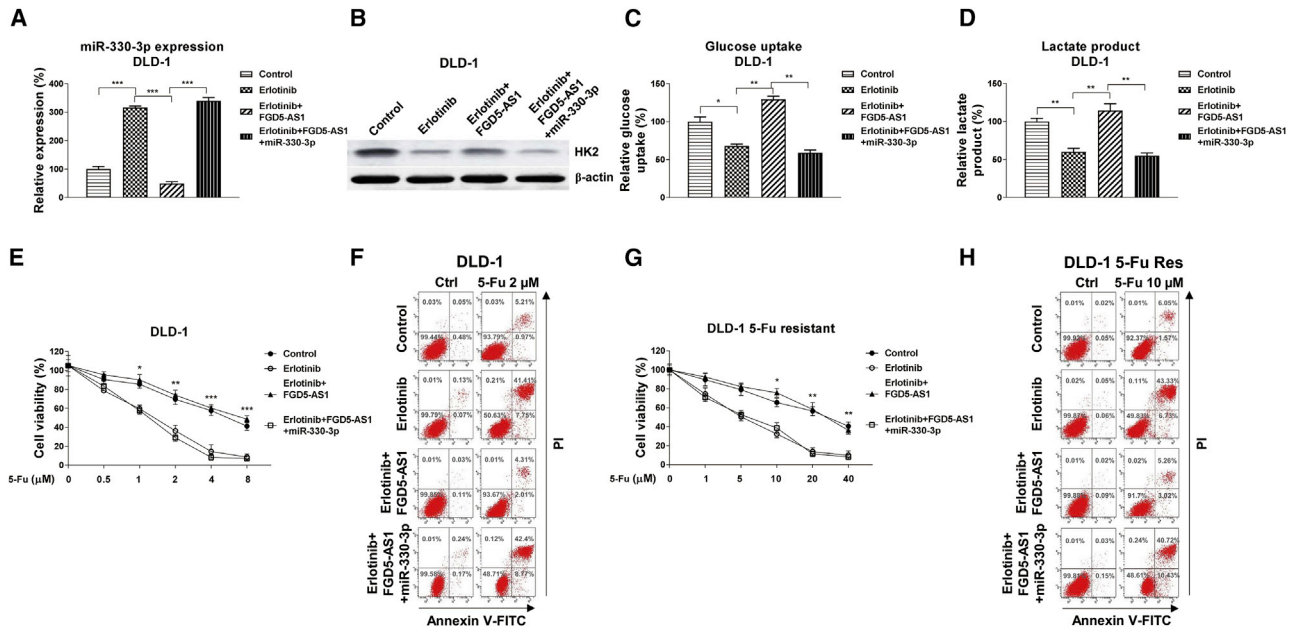 A
miR-330-3p expression
DLD-1
Relative expression (%)
400
300
200
100
0
***
***
***
Control
Erlotinib
Erlotinib+
FGD5-AS1
Erlotinib+FGD5-AS1
+miR-330-3p
B
DLD-1
Control
Erlotinib
Erlotinib+
FGD5-AS1
Erlotinib+
FGD5-AS1
+miR-330-3p
HK2
β-actin
C
Glucose uptake
DLD-1
Relative glucose
uptake (%)
150
100
50
0
*
**
**
Control
Erlotinib
Erlotinib+
FGD5-AS1
Erlotinib+FGD5-AS1
+miR-330-3p
D
Lactate product
DLD-1
Relative lactate
product (%)
150
100
50
0
**
**
**
Control
Erlotinib
Erlotinib+
FGD5-AS1
Erlotinib+FGD5-AS1
+miR-330-3p
E
DLD-1
Cell viability (%)
120
100
80
60
40
20
0
* ** *** ***
5-Fu (μM) 0 0.5 1 2 4 8
Control
Erlotinib
Erlotinib+
FGD5-AS1
Erlotinib+FGD5-AS1
+miR-330-3p
F
DLD-1
Ctrl 5-Fu 2 μM
Control
0.03% 0.05% 0.03% 5.21%
99.44% 0.48% 93.79% 0.97%
Erlotinib
0.01% 0.13% 0.21% 41.41%
99.79% 0.07% 50.63% 7.75%
Erlotinib+
FGD5-AS1
0.01% 0.03% 0.02% 4.31%
99.85% 0.11% 93.67% 2.01%
Erlotinib+
FGD5-AS1
+miR-330-3p
0.01% 0.24% 0.12% 42.4%
99.58% 0.17% 48.71% 8.77%
PI
Annexin V-FITC
G
DLD-1 5-Fu resistant
Cell viability (%)
120
100
80
60
40
20
0
* ** **
5-Fu (μM) 0 1 5 10 20 40
Control
Erlotinib
Erlotinib+
FGD5-AS1
Erlotinib+FGD5-AS1
+miR-330-3p
H
DLD-1 5-Fu Res
Ctrl 5-Fu 10 μM
Control
0.01% 0.02% 0.01% 6.05%
0.05% 92.37% 1.57%
Erlotinib
0.02% 0.05% 0.11% 43.33%
99.87% 0.06% 49.83% 6.73%
Erlotinib+
FGD5-AS1
0.01% 0.02% 0.02% 5.26%
99.88% 0.09% 91.7% 3.02%
Erlotinib+
FGD5-AS1
+miR-330-3p
0.01% 0.03% 0.24% 40.72%
99.81% 0.15% 48.61% 10.43%
PI
Annexin V-FITC